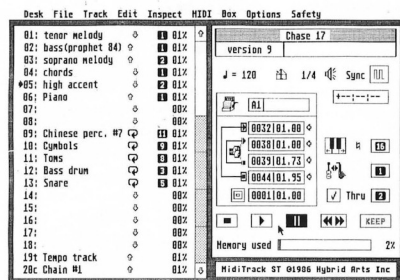 Desk File Track Edit Inspect MIDI Box Options Safety
01: tenor melody 1 01%
02: bass(prophet 84) 1 01%
03: soprano melody 2 01%
04: chords 1 01%
05: high accent 2 01%
06: Piano 1 01%
07: 00%
08: 00%
09: Chinese perc. #7 11 01%
10: Cymbols 9 01%
11: Toms 8 01%
12: Bass drum 3 01%
13: Snare 5 01%
14: 00%
15: 00%
16: 00%
17: 00%
18: 00%
19t Tempo track 01%
20c Chain #1 01%
Chase 17
version 9
= 120 1/4 Sync
A1
+--:--:--
0032|01.00
0038|01.00
0039|01.73
0044|01.95
0001|01.00
16
1
Thru 2
KEEP
Memory used 2%
MidiTrack ST ©1986 Hybrid Arts Inc